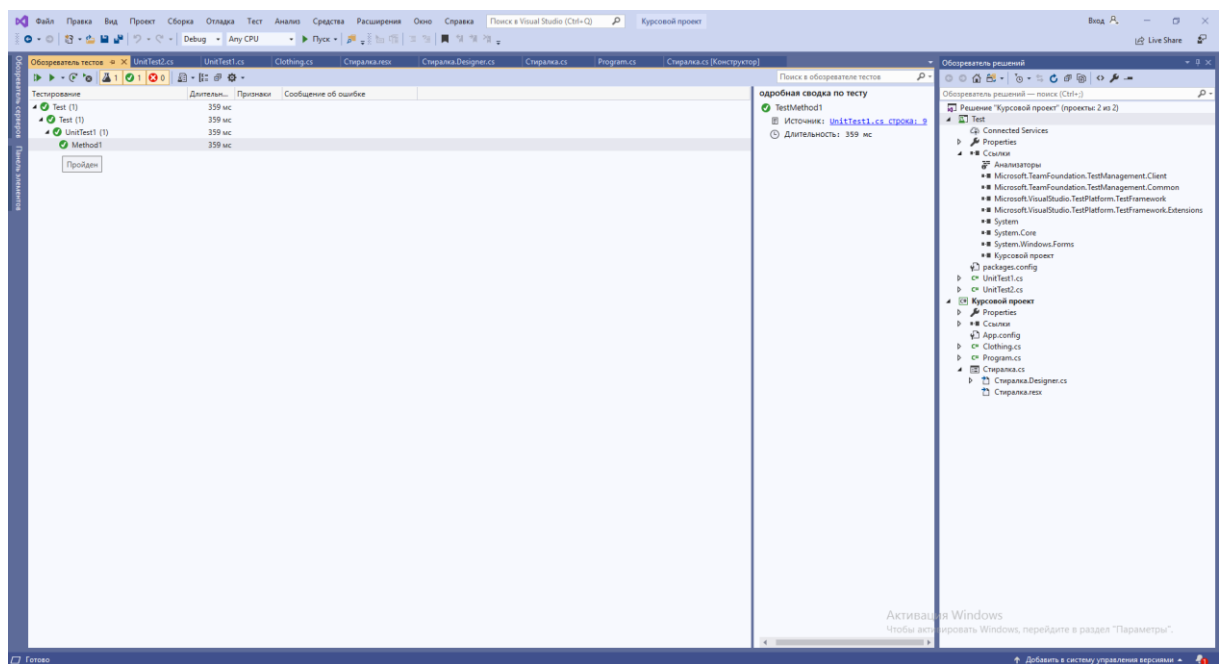 Файл Правка Вид Проект Сборка Отладка Тест Анализ Средства Расширения Окно Справка Поиск в Visual Studio (Ctrl+Q) Курсовой проект Вход
Debug Any CPU Пуск Live Share
Обозреватель серверов
Панель элементов
Обозреватель тестов UnitTest2.cs UnitTest1.cs Clothing.cs Стиралка.resx Стиралка.Designer.cs Стиралка.cs Program.cs Стиралка.cs [Конструктор]
1 1 0 Поиск в обозревателе тестов
Тестирование Длительн... Признаки Сообщение об ошибке
Test (1) 359 мс
Test (1) 359 мс
UnitTest1 (1) 359 мс
Method1 359 мс
Пройден
одробная сводка по тесту
TestMethod1
Источник: UnitTest1.cs строка: 9
Длительность: 359 мс
Обозреватель решений
Обозреватель решений — поиск (Ctrl+;)
Решение "Курсовой проект" (проекты: 2 из 2)
Test
Connected Services
Properties
Ссылки
Анализаторы
Microsoft.TeamFoundation.TestManagement.Client
Microsoft.TeamFoundation.TestManagement.Common
Microsoft.VisualStudio.TestPlatform.TestFramework
Microsoft.VisualStudio.TestPlatform.TestFramework.Extensions
System
System.Core
System.Windows.Forms
Курсовой проект
packages.config
UnitTest1.cs
UnitTest2.cs
Курсовой проект
Properties
Ссылки
App.config
Clothing.cs
Program.cs
Стиралка.cs
Стиралка.Designer.cs
Стиралка.resx
Активация Windows
Чтобы активировать Windows, перейдите в раздел "Параметры".
Готово Добавить в систему управления версиями